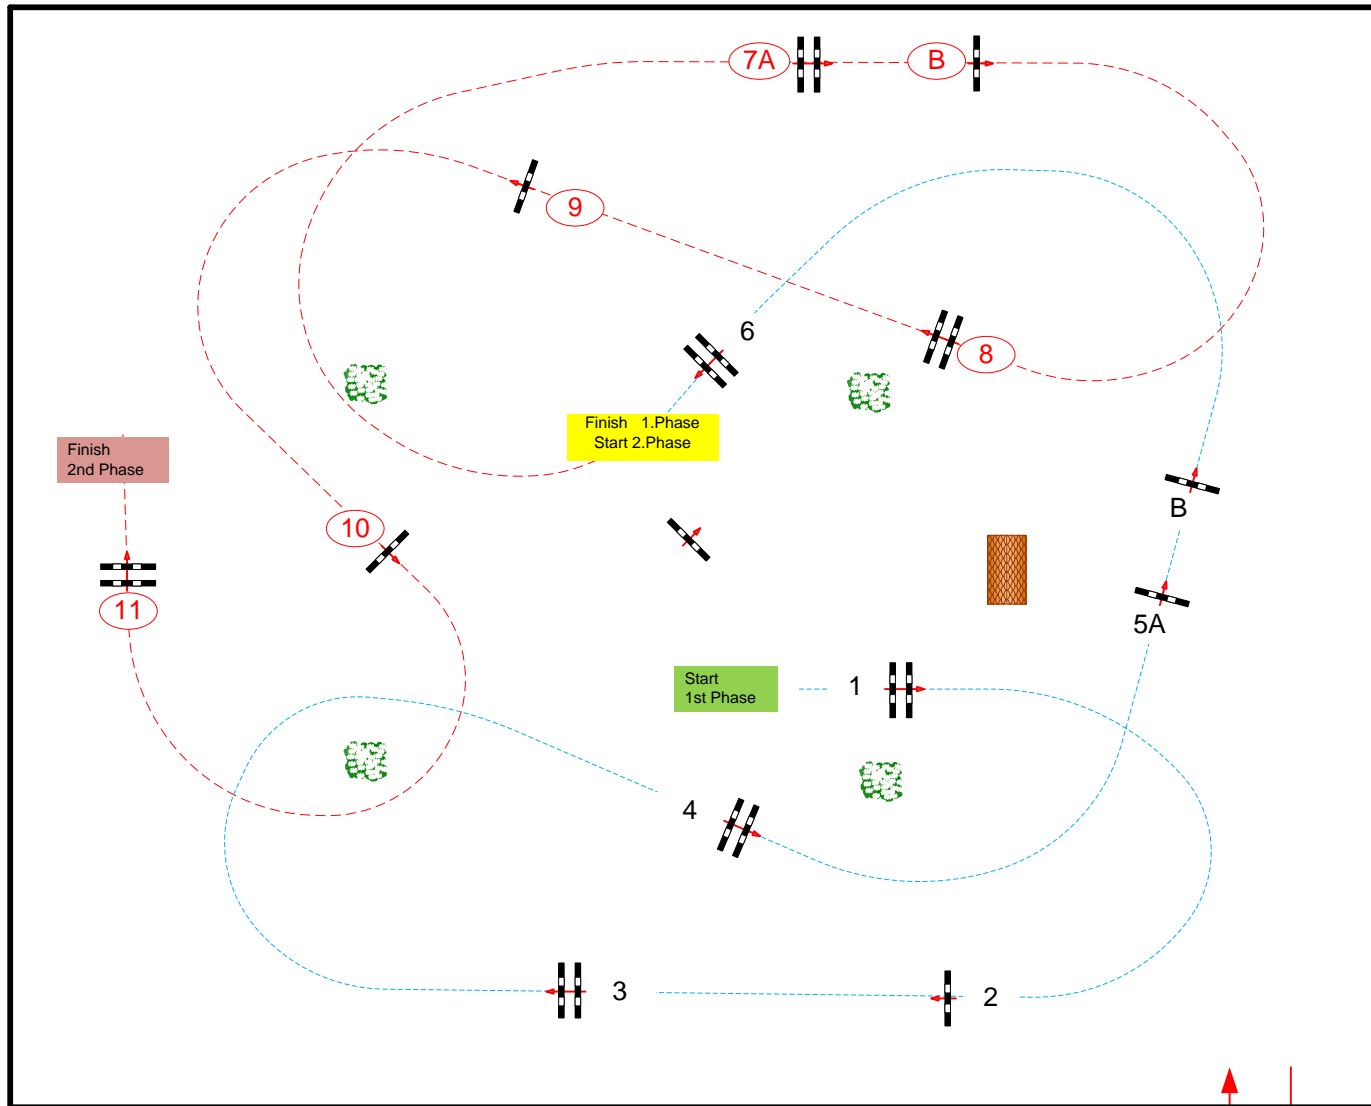 7A
B
9
6
8
Finish 1.Phase
Start 2.Phase
Finish
2nd Phase
B
10
11
5A
Start
1st Phase
1
4
3
2